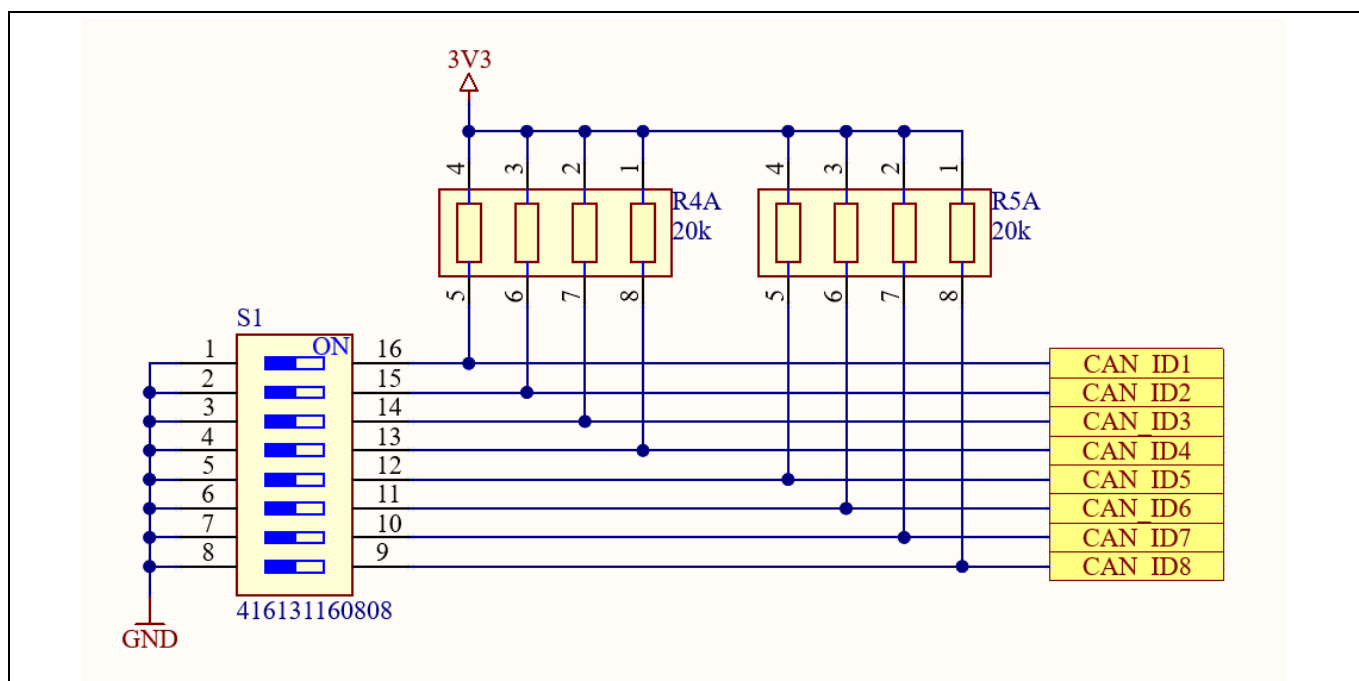 3V3
4 3 2 1
4 3 2 1
R4A
20k
R5A
20k
5 6 7 8
5 6 7 8
S1
ON
1 16
2 15
3 14
4 13
5 12
6 11
7 10
8 9
416131160808
GND
CAN_ID1
CAN_ID2
CAN_ID3
CAN_ID4
CAN_ID5
CAN_ID6
CAN_ID7
CAN_ID8